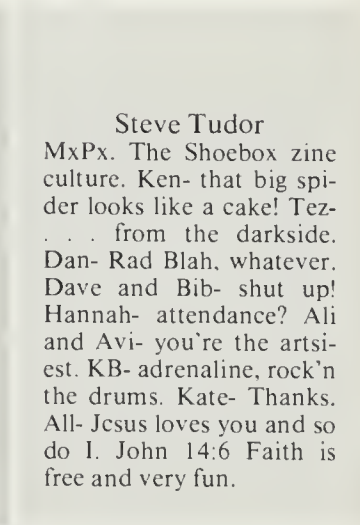 Steve Tudor
MxPx. The Shoebox zine
culture. Ken- that big spi-
der looks like a cake! Tez-
. . . from the darkside.
Dan- Rad Blah, whatever.
Dave and Bib- shut up!
Hannah- attendance? Ali
and Avi- you're the artsi-
est. KB- adrenaline, rock'n
the drums. Kate- Thanks.
All- Jesus loves you and so
do I. John 14:6 Faith is
free and very fun.